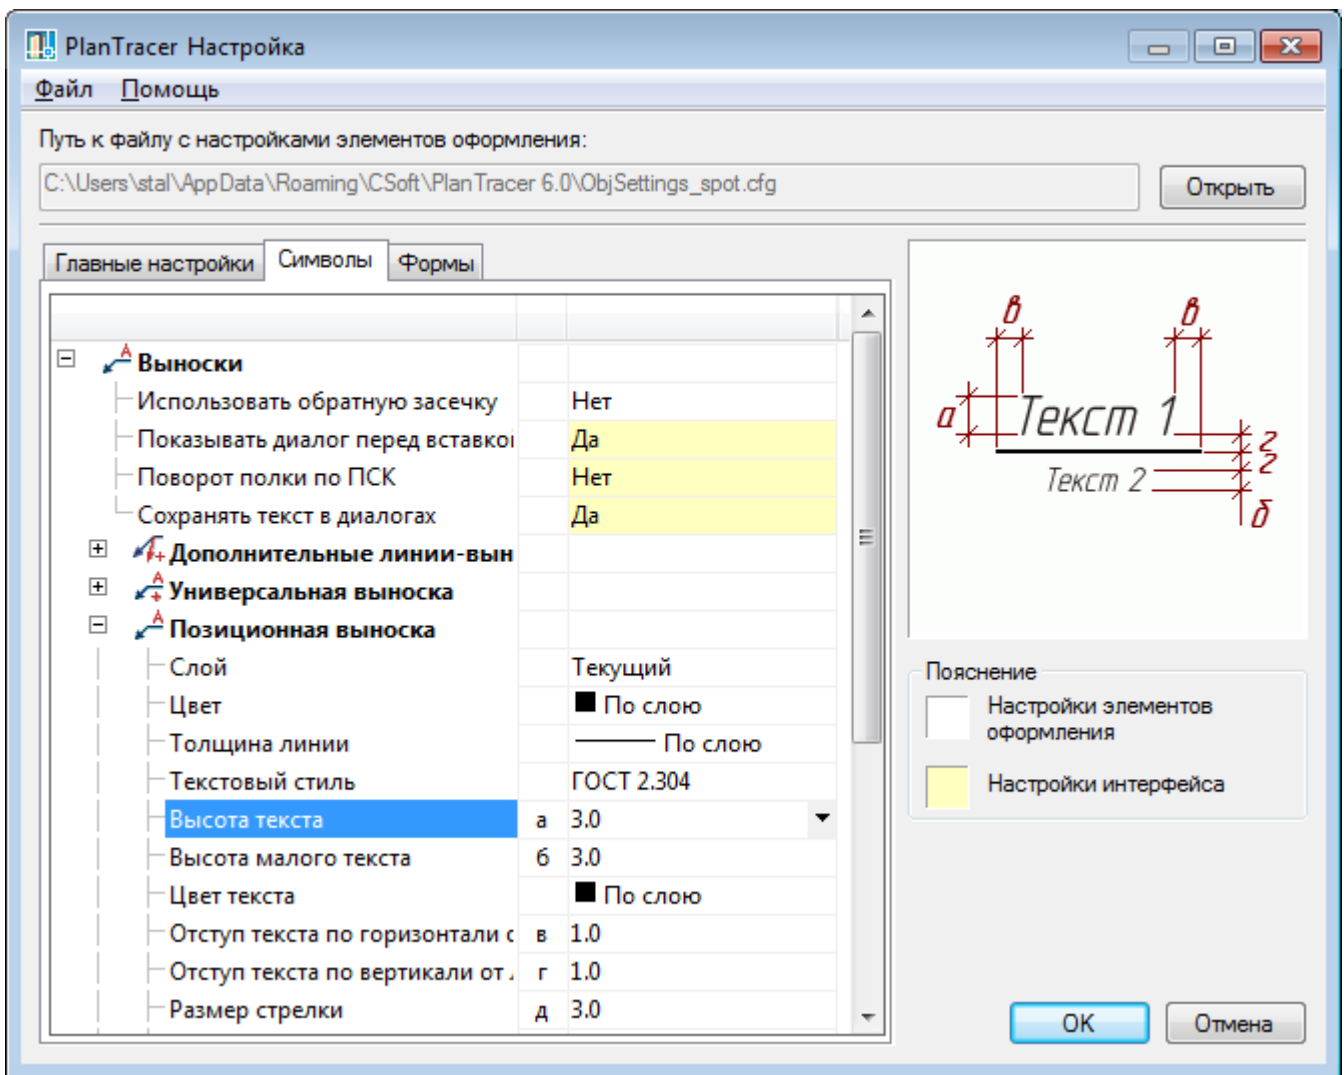 PlanTracer Настройка
Файл Помощь
Путь к файлу с настройками элементов оформления:
C:\Users\stal\AppData\Roaming\CSoft\PlanTracer 6.0\ObjSettings_spot.cfg
Открыть
Главные настройки Символы Формы
Выноски
Использовать обратную засечку Нет
Показывать диалог перед вставкой Да
Поворот полки по ПСК Нет
Сохранять текст в диалогах Да
Дополнительные линии-вын
Универсальная выноска
Позиционная выноска
Слой Текущий
Цвет По слою
Толщина линии По слою
Текстовый стиль ГОСТ 2.304
Высота текста а 3.0
Высота малого текста б 3.0
Цвет текста По слою
Отступ текста по горизонтали с в 1.0
Отступ текста по вертикали от г 1.0
Размер стрелки д 3.0
в в
а Текст 1
г
г
Текст 2
б
Пояснение
Настройки элементов
оформления
Настройки интерфейса
OK Отмена